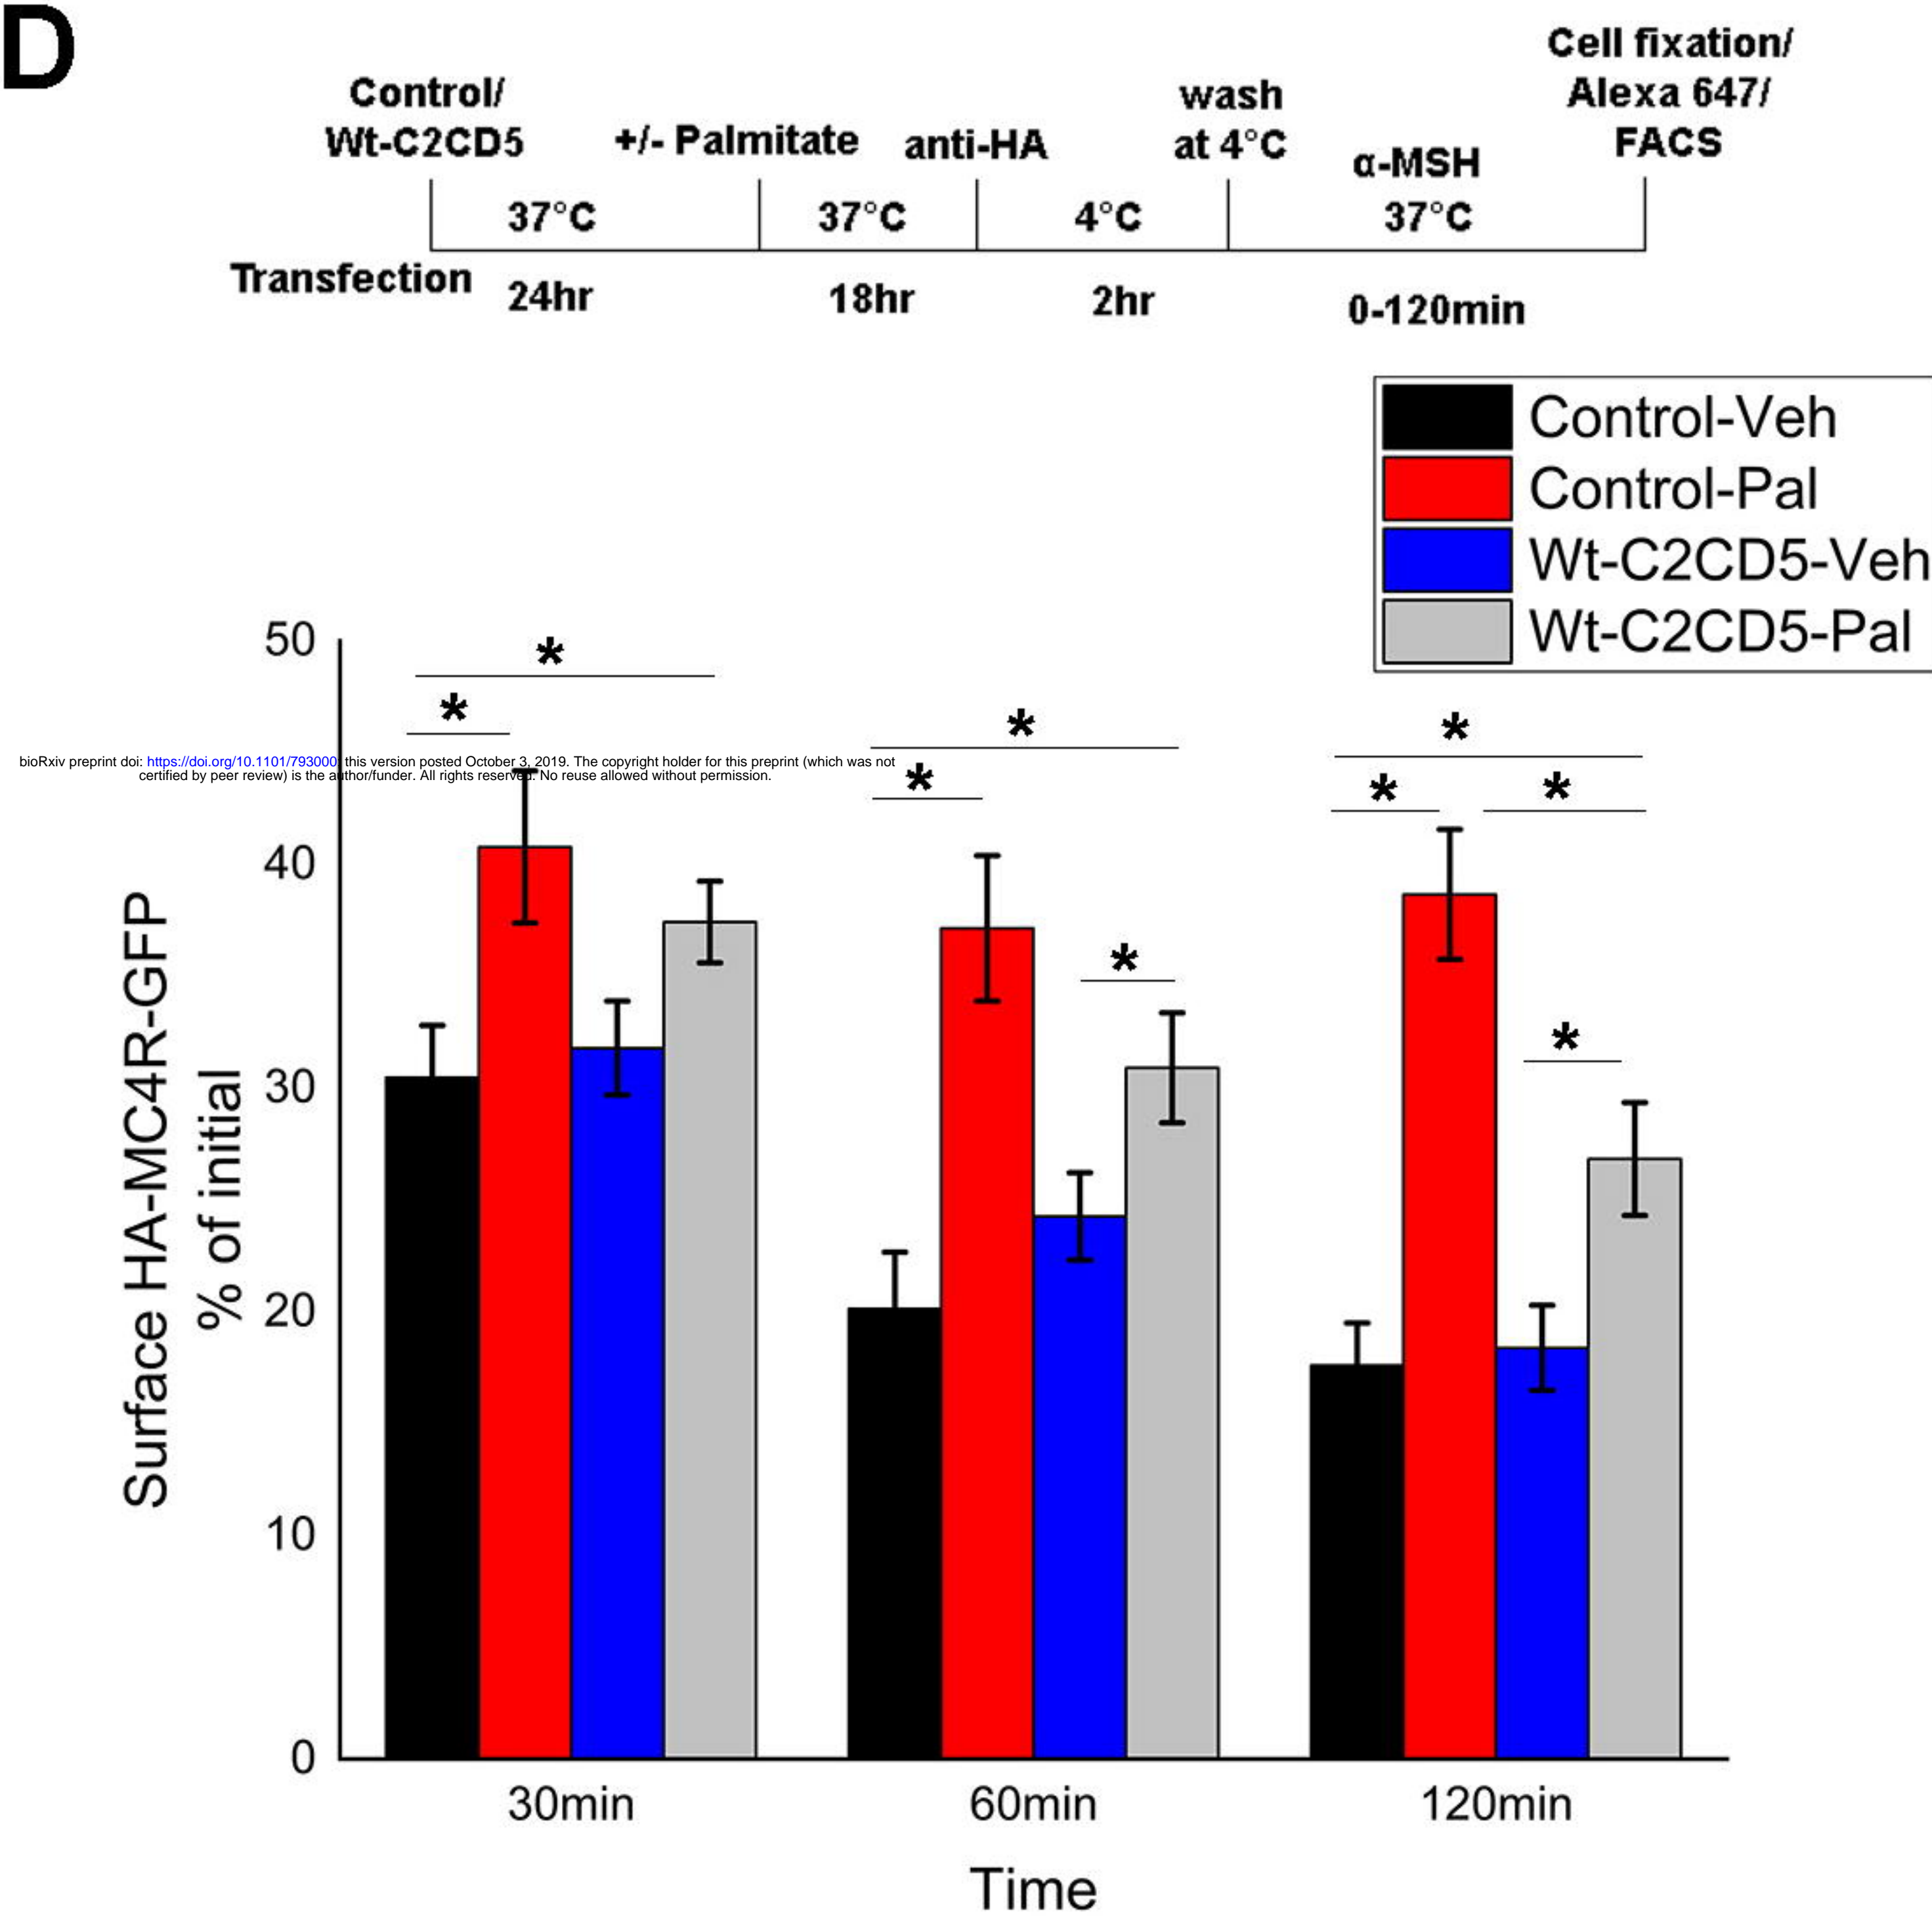 D
Control/
Wt-C2CD5
+/- Palmitate
anti-HA
wash
at 4°C
α-MSH
Cell fixation/
Alexa 647/
FACS
37°C
37°C
4°C
37°C
Transfection
24hr
18hr
2hr
0-120min
Control-Veh
Control-Pal
Wt-C2CD5-Veh
Wt-C2CD5-Pal
50
*
*
*
*
*
*
*
bioRxiv preprint doi: https://doi.org/10.1101/793000; this version posted October 3, 2019. The copyright holder for this preprint (which was not
certified by peer review) is the author/funder. All rights reserved. No reuse allowed without permission.
40
*
*
30
20
10
0
Surface HA-MC4R-GFP
% of initial
30min
60min
120min
Time